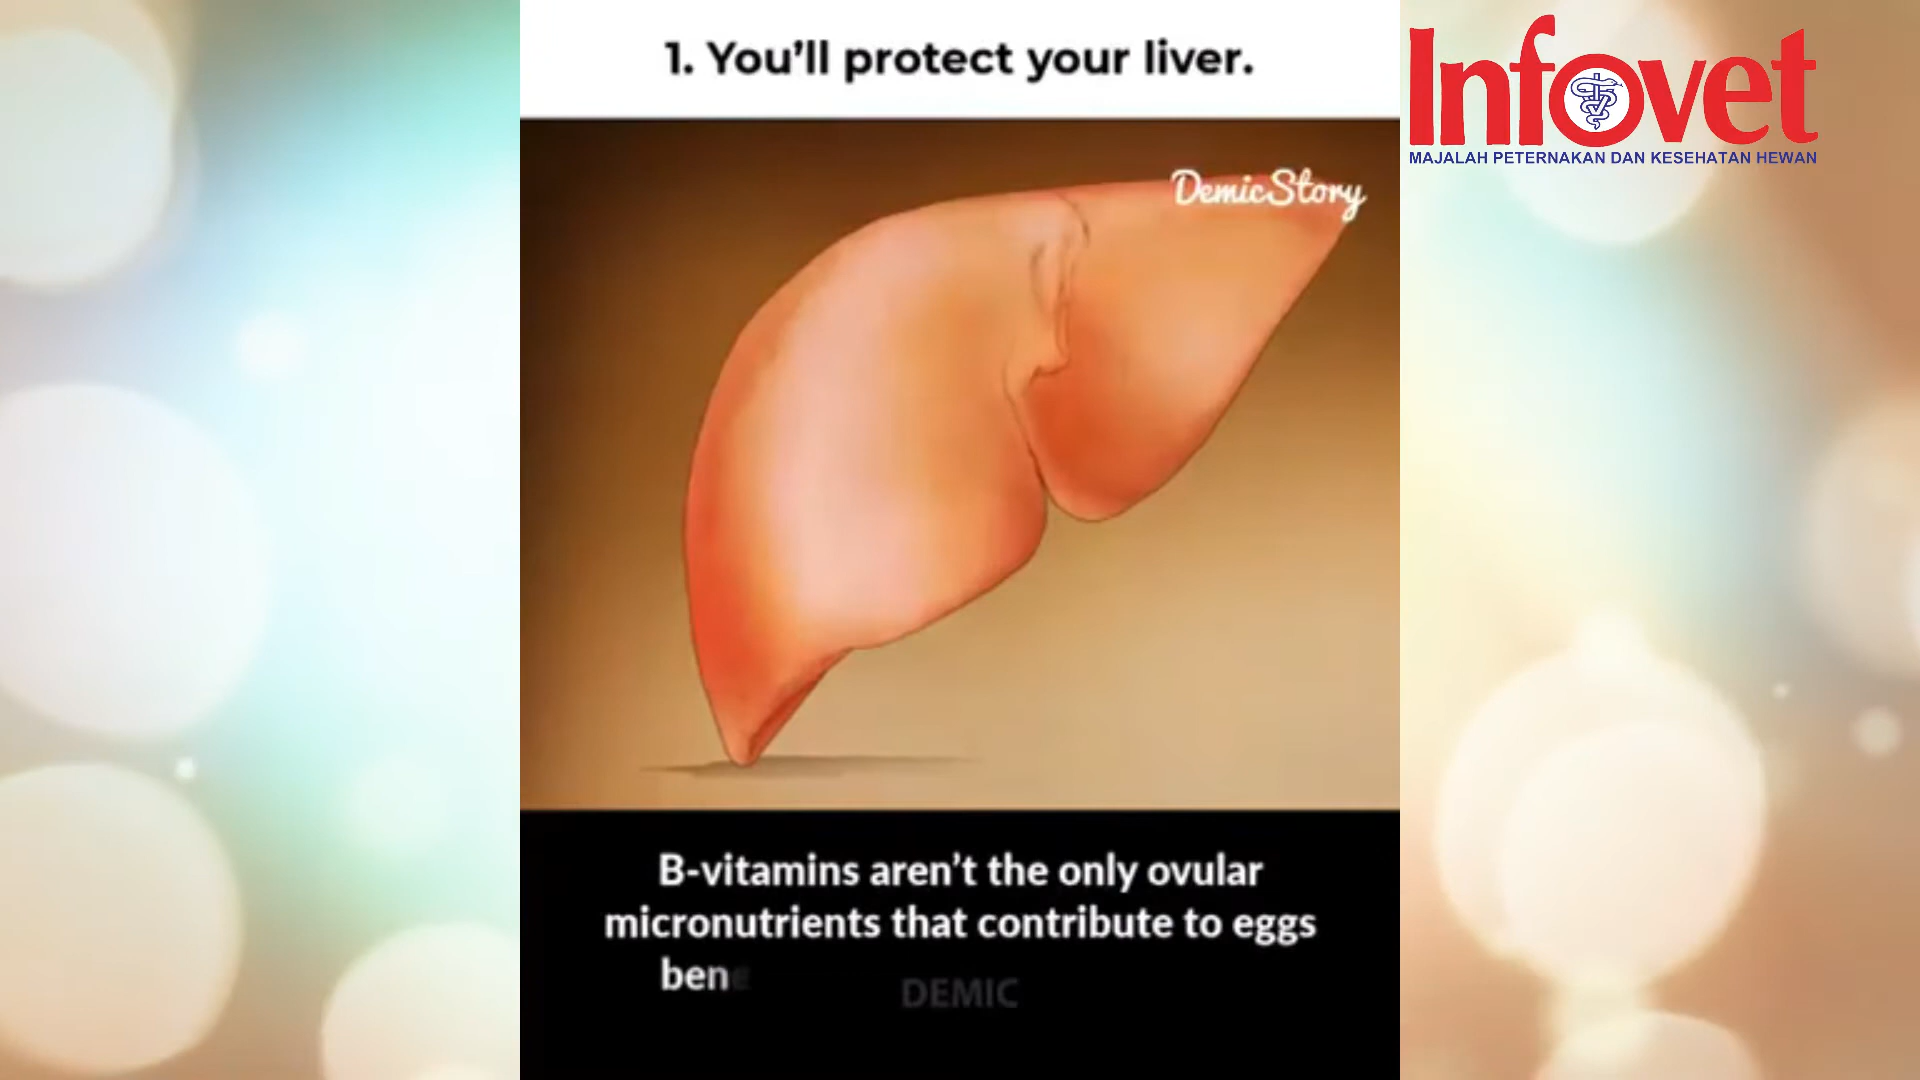 1. You’ll protect your liver.
Infovet
MAJALAH PETERNAKAN DAN KESEHATAN HEWAN
DemicStory
B-vitamins aren’t the only ovular
micronutrients that contribute to eggs
bene
DEMIC